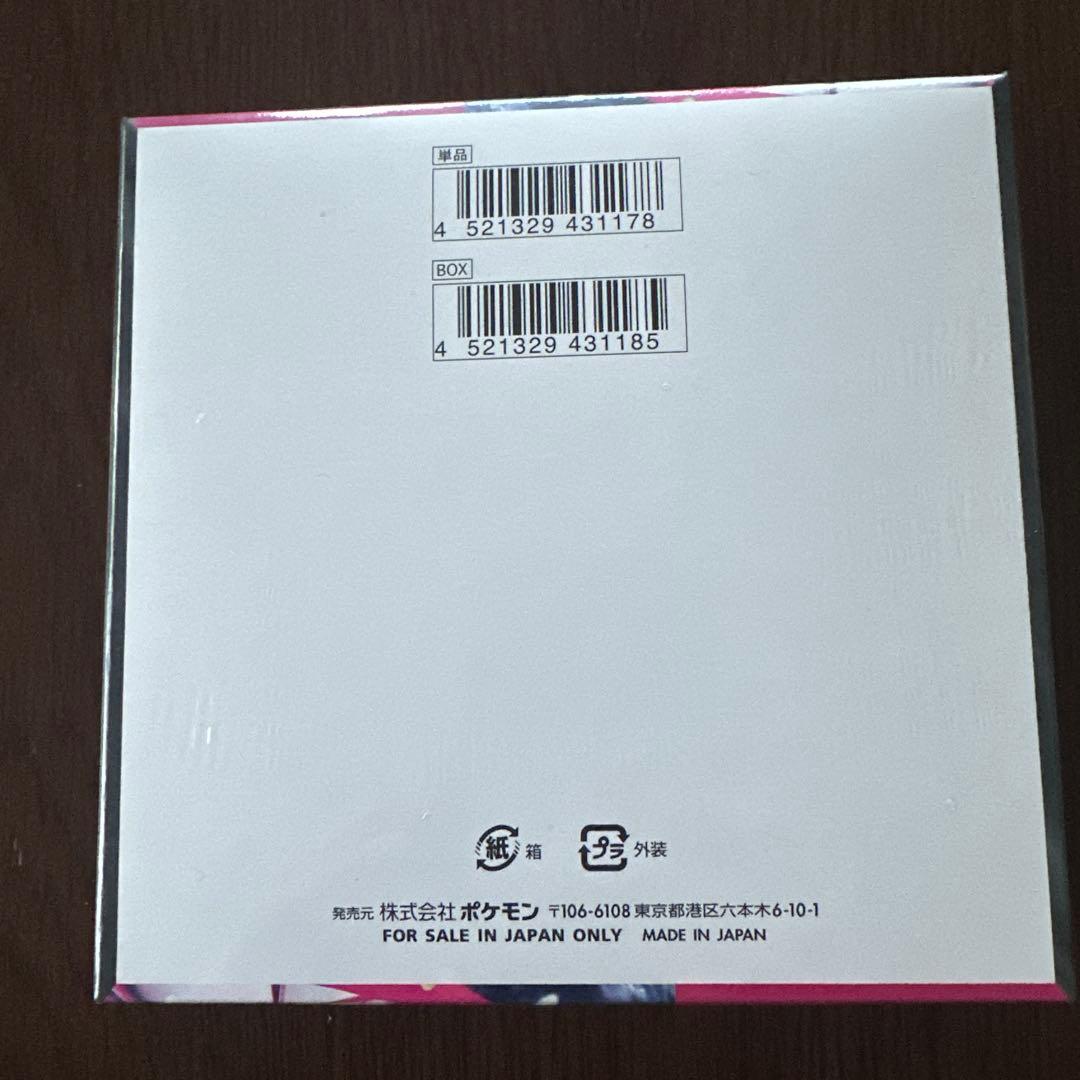 単品
4 521329 431178
BOX
4 521329 431185
紙 箱 プラ 外装
発売元 株式会社 ポケモン 〒106-6108 東京都港区六本木6-10-1
FOR SALE IN JAPAN ONLY MADE IN JAPAN